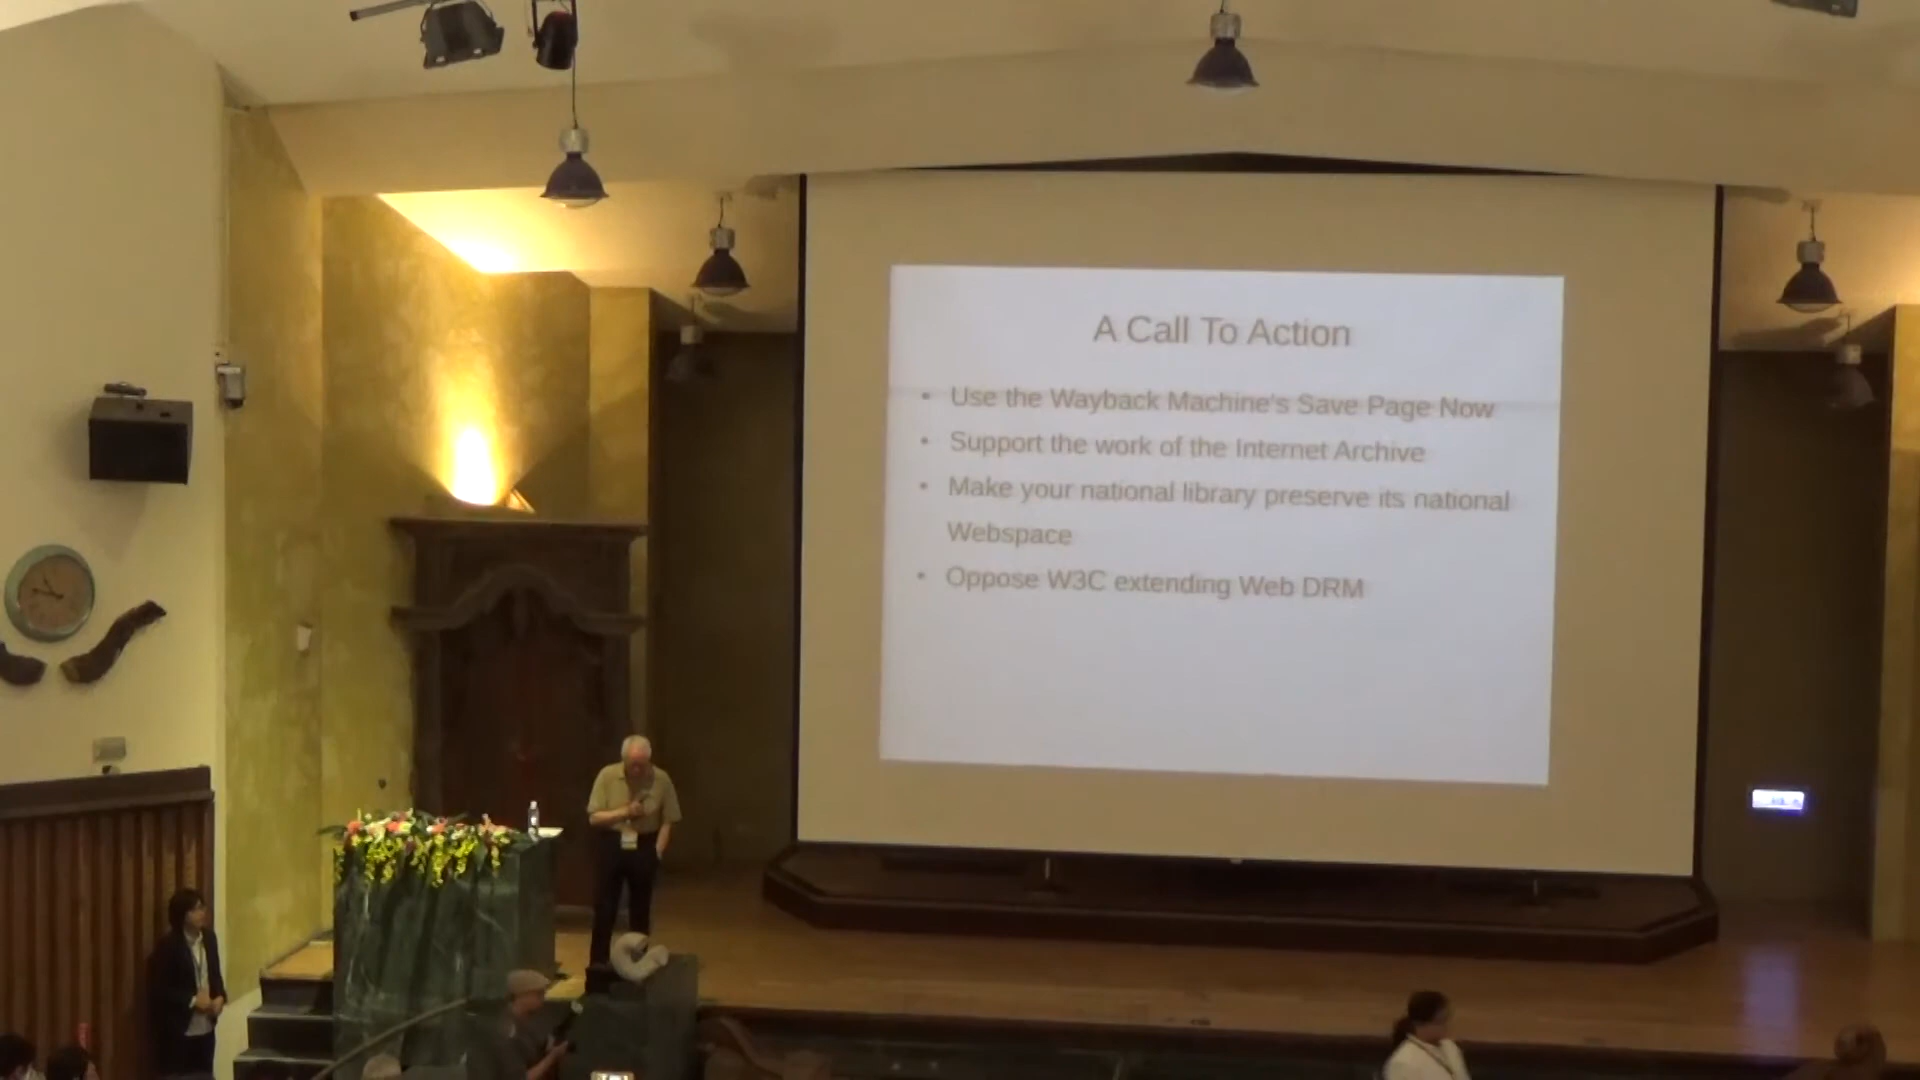 A Call To Action
• Use the Wayback Machine's Save Page Now
• Support the work of the Internet Archive
• Make your national library preserve its national
Webspace
• Oppose W3C extending Web DRM